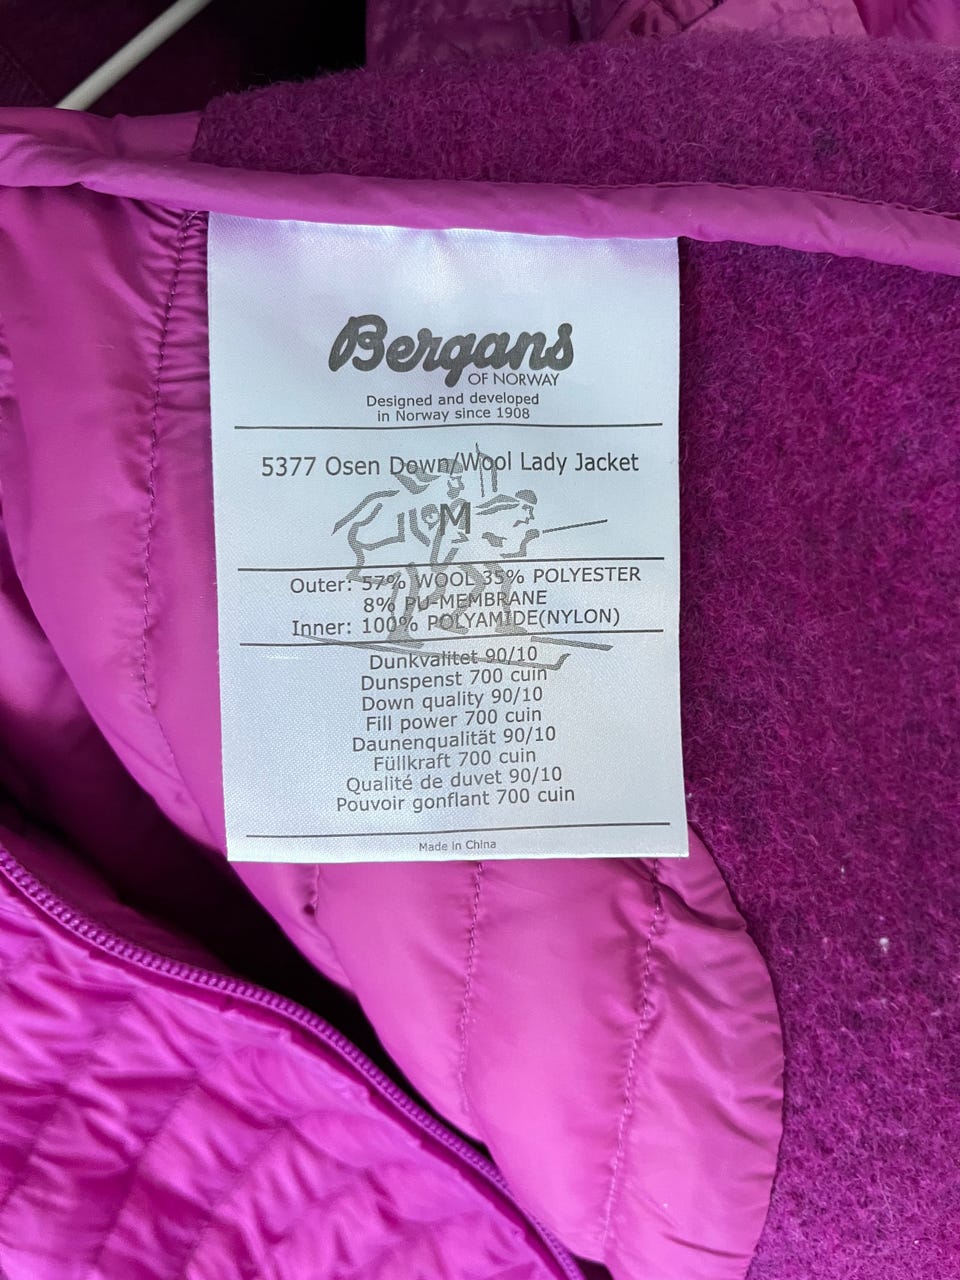 Bergans
OF NORWAY
Designed and developed
in Norway since 1908
5377 Osen Down/Wool Lady Jacket
M
Outer: 57% WOOL 35% POLYESTER
8% PU-MEMBRANE
Inner: 100% POLYAMIDE(NYLON)
Dunkvalitet 90/10
Dunspenst 700 cuin
Down quality 90/10
Fill power 700 cuin
Daunenqualität 90/10
Füllkraft 700 cuin
Qualité de duvet 90/10
Pouvoir gonflant 700 cuin
Made in China